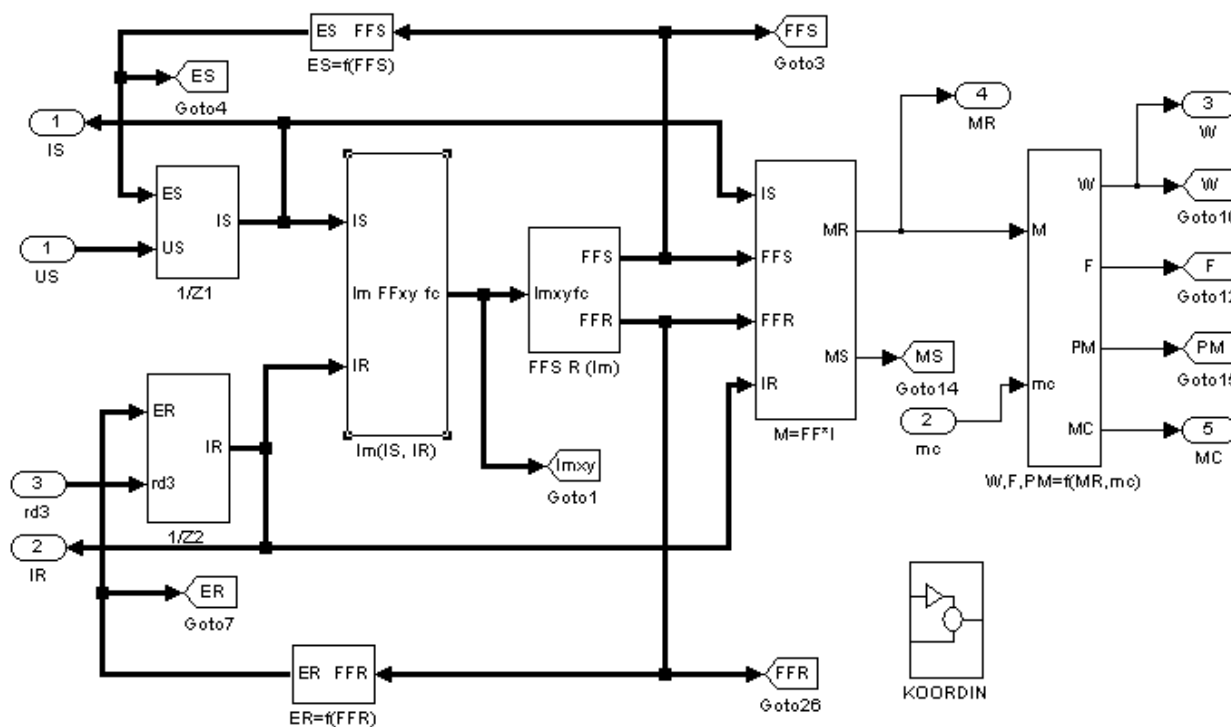 ES FFS
ES=f(FFS)
FFS
Goto3
ES
Goto4
1
IS
4
MR
3
W
ES
IS
US
1/Z1
1
US
IS
Im FFxy fc
IR
Im(IS, IR)
Imxyfc
FFS
FFR
FFS R (Im)
IS
FFS
FFR
IR
MR
MS
M=FF*I
M
mc
W
F
PM
MC
W,F,PM=f(MR,mc)
W
Goto10
F
Goto12
PM
Goto15
5
MC
MS
Goto14
2
mc
ER
IR
rd3
1/Z2
3
rd3
2
IR
Imxy
Goto1
ER
Goto7
ER FFR
ER=f(FFR)
FFR
Goto26
KOORDIN